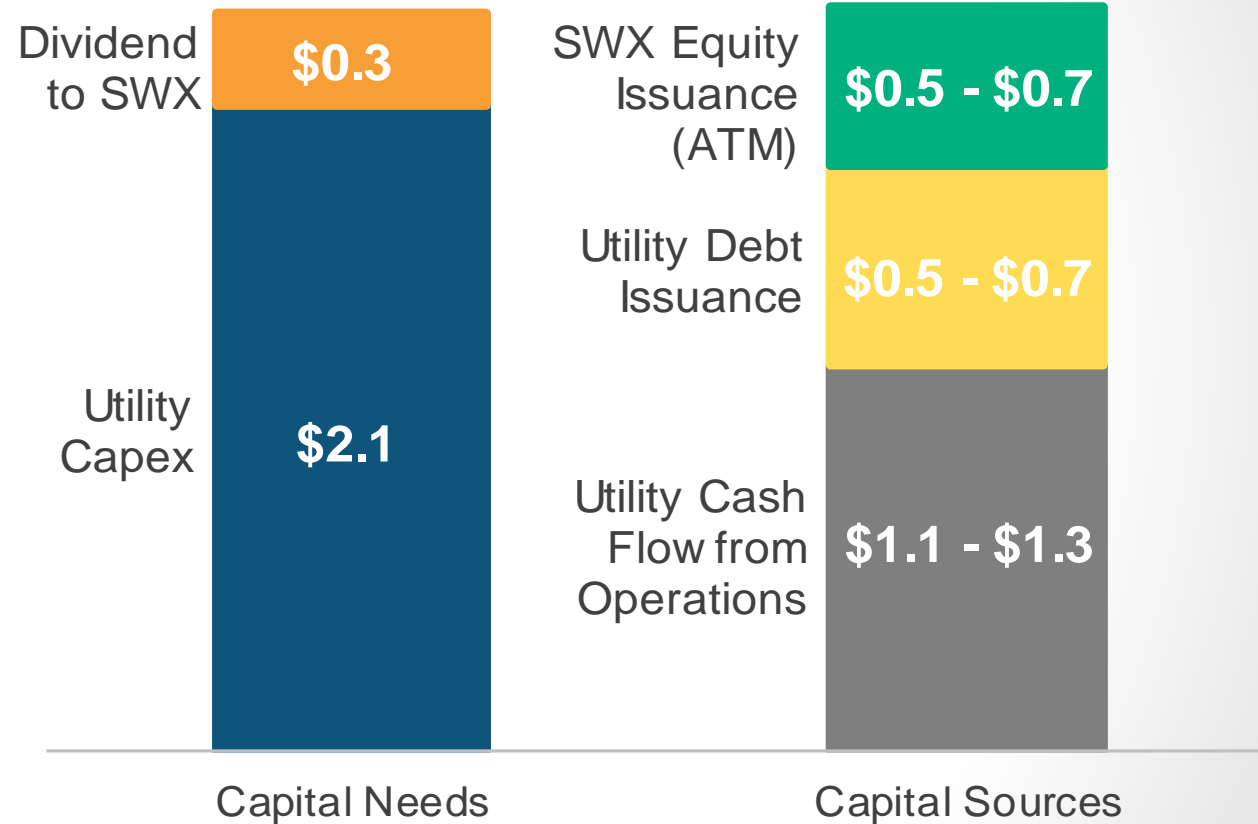 Dividend
to SWX
$0.3
Utility
Capex
$2.1
Capital Needs
SWX Equity
Issuance
(ATM)
$0.5 - $0.7
Utility Debt
Issuance
$0.5 - $0.7
Utility Cash
Flow from
Operations
$1.1 - $1.3
Capital Sources